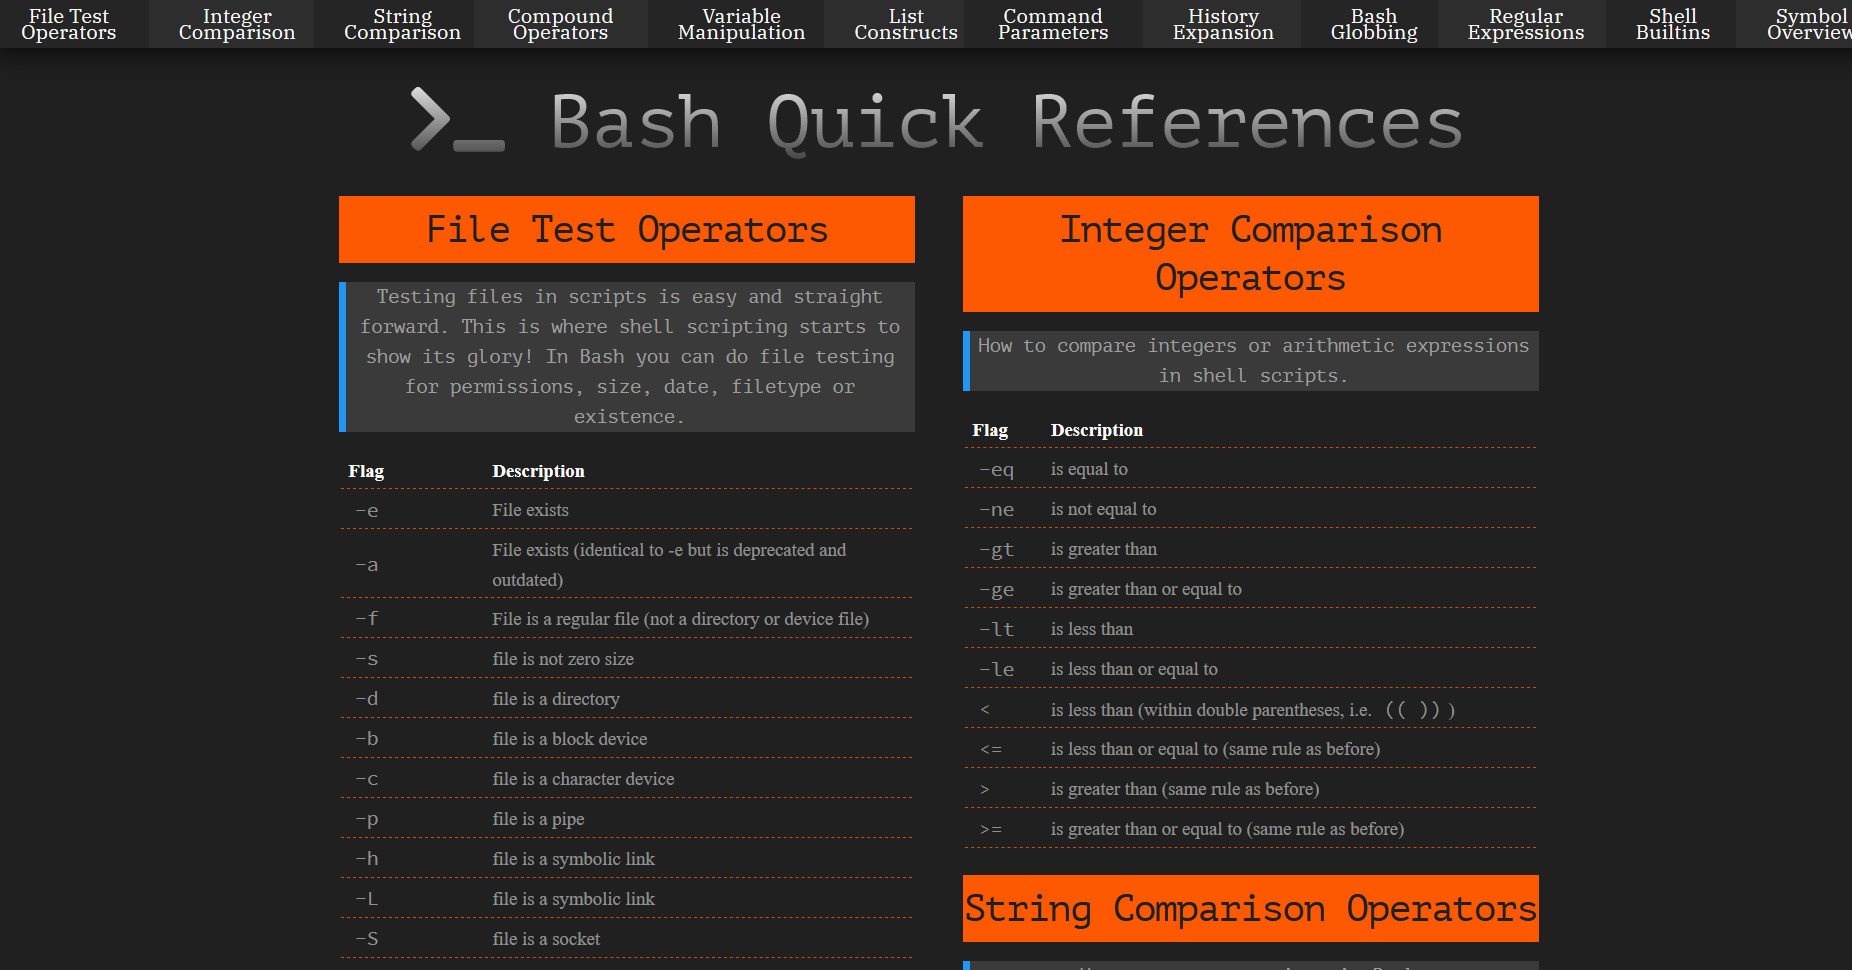 File Test
Operators
Integer
Comparison
String
Comparison
Compound
Operators
Variable
Manipulation
List
Constructs
Command
Parameters
History
Expansion
Bash
Globbing
Regular
Expressions
Shell
Builtins
Symbol
Overview
>_ Bash Quick References
File Test Operators
Testing files in scripts is easy and straight
forward. This is where shell scripting starts to
show its glory! In Bash you can do file testing
for permissions, size, date, filetype or
existence.
Flag Description
-e File exists
-a File exists (identical to -e but is deprecated and
outdated)
-f File is a regular file (not a directory or device file)
-s file is not zero size
-d file is a directory
-b file is a block device
-c file is a character device
-p file is a pipe
-h file is a symbolic link
-L file is a symbolic link
-S file is a socket
Integer Comparison
Operators
How to compare integers or arithmetic expressions
in shell scripts.
Flag Description
-eq is equal to
-ne is not equal to
-gt is greater than
-ge is greater than or equal to
-lt is less than
-le is less than or equal to
< is less than (within double parentheses, i.e. (( )) )
<= is less than or equal to (same rule as before)
> is greater than (same rule as before)
>= is greater than or equal to (same rule as before)
String Comparison Operators